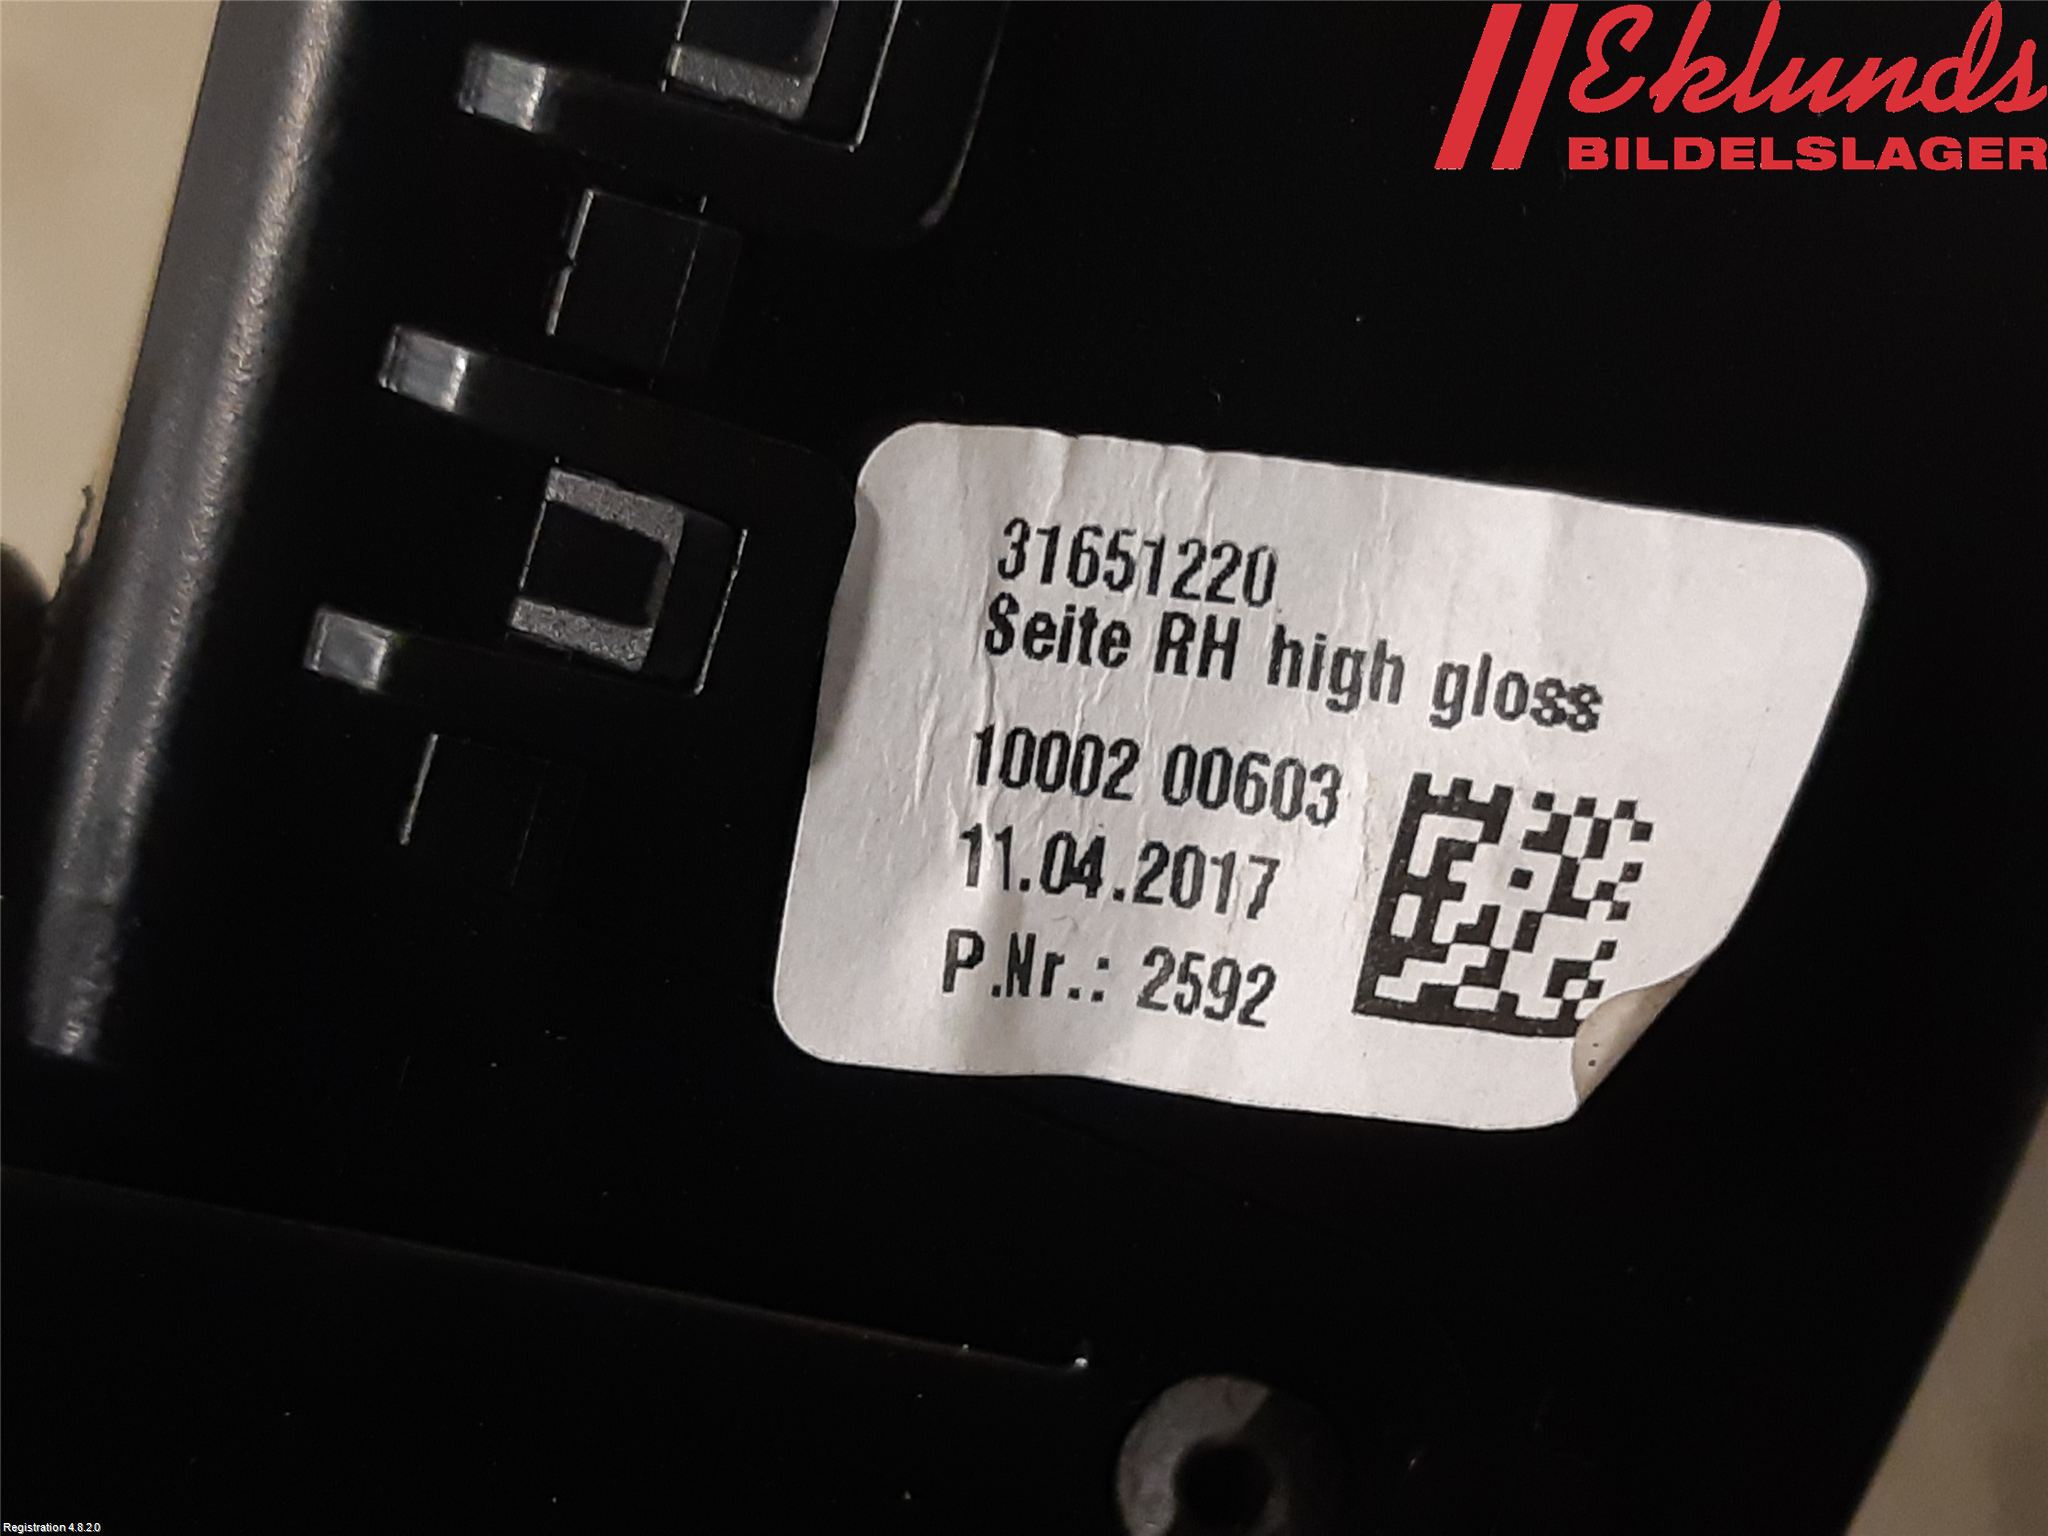 Eklunds
BILDELSLAGER
31651220
Seite RH high gloss
10002 00603
11.04.2017
P.Nr.: 2592
Registration 4.8.2.0